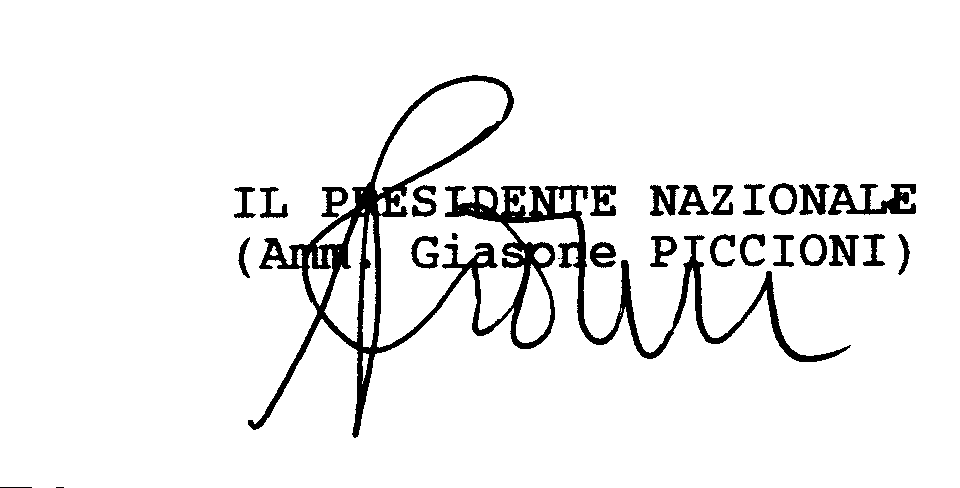 IL PRESIDENTE NAZIONALE
(Amm. Giasone PICCIONI)